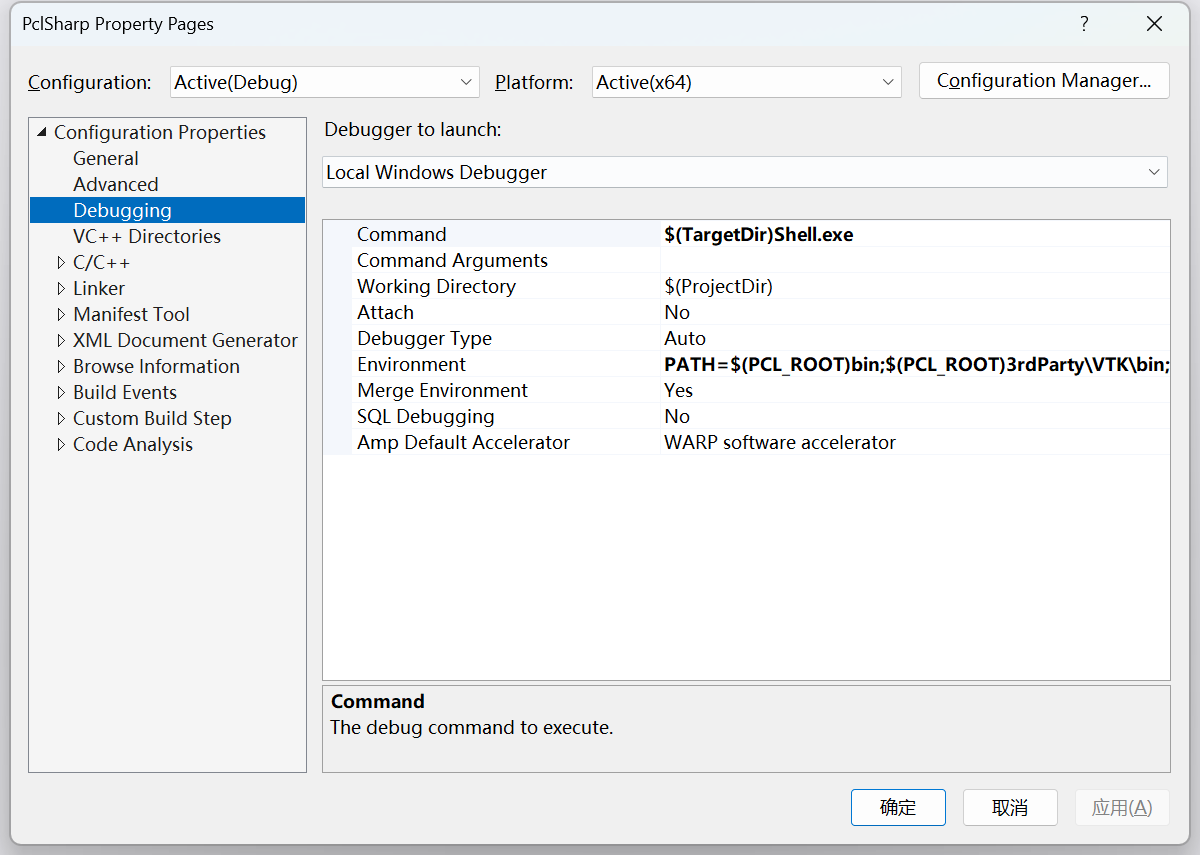 PclSharp Property Pages
?
Configuration: Active(Debug) Platform: Active(x64) Configuration Manager...
Configuration Properties
General
Advanced
Debugging
VC++ Directories
C/C++
Linker
Manifest Tool
XML Document Generator
Browse Information
Build Events
Custom Build Step
Code Analysis
Debugger to launch:
Local Windows Debugger
Command $(TargetDir)Shell.exe
Command Arguments
Working Directory $(ProjectDir)
Attach No
Debugger Type Auto
Environment PATH=$(PCL_ROOT)bin;$(PCL_ROOT)3rdParty\VTK\bin;
Merge Environment Yes
SQL Debugging No
Amp Default Accelerator WARP software accelerator
Command
The debug command to execute.
确定 取消 应用(A)